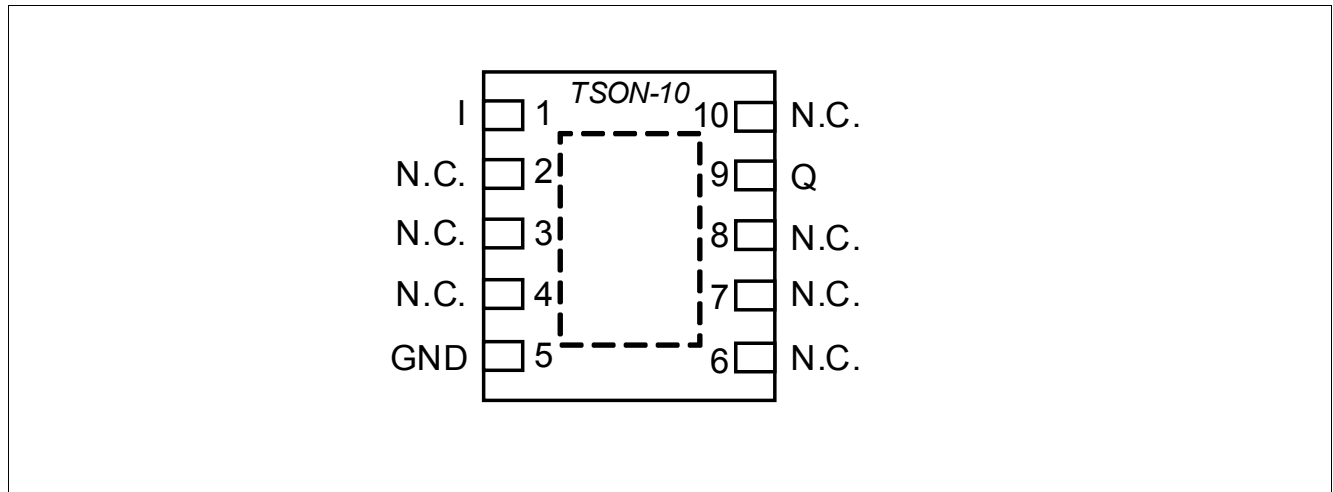 TSON-10
I 1 10 N.C.
N.C. 2 9 Q
N.C. 3 8 N.C.
N.C. 4 7 N.C.
GND 5 6 N.C.